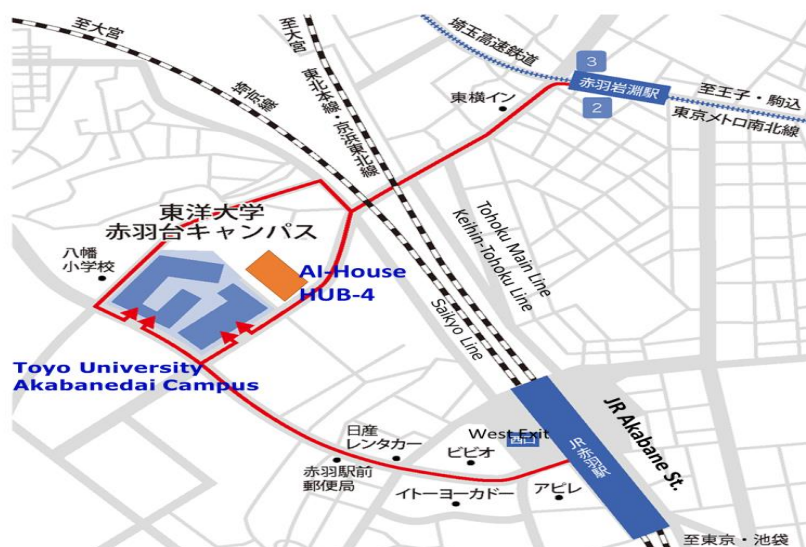 至大宮
埼京線
至大宮
東北本線・京浜東北線
埼玉高速鉄道
3
赤羽岩淵駅
2
至王子・駒込
東京メトロ南北線
東横イン
東洋大学
赤羽台キャンパス
八幡
小学校
AI-House
HUB-4
Tohoku Main Line
Keihin-Tohoku Line
Saikyo Line
Toyo University
Akabanedai Campus
West Exit
西口
JR赤羽駅
JR Akabane St.
日産
レンタカー
ビビオ
赤羽駅前
郵便局
イトーヨーカドー
アピレ
至東京・池袋